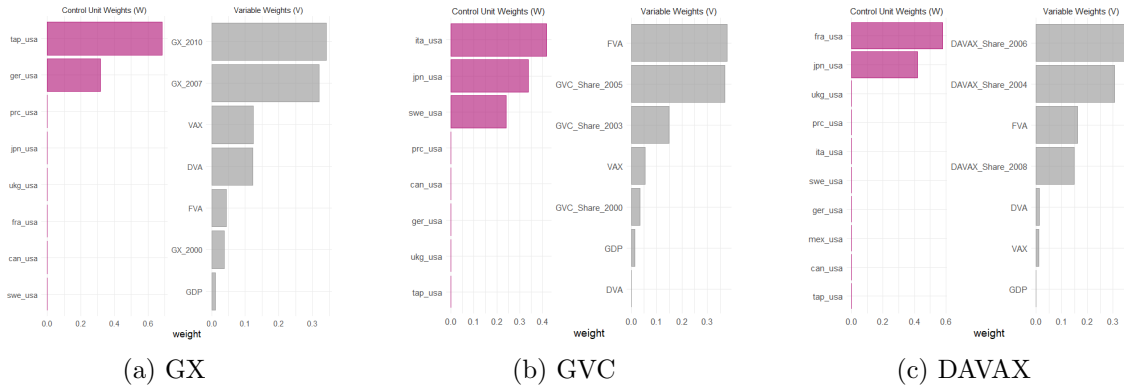 Control Unit Weights (W)
Variable Weights (V)
tap_usa
ger_usa
prc_usa
jpn_usa
ukg_usa
fra_usa
can_usa
swe_usa
0.0 0.2 0.4 0.6
GX_2010
GX_2007
VAX
DVA
FVA
GX_2000
GDP
0.0 0.1 0.2 0.3
weight
(a) GX
Control Unit Weights (W)
Variable Weights (V)
ita_usa
jpn_usa
swe_usa
prc_usa
can_usa
ger_usa
ukg_usa
tap_usa
0.0 0.1 0.2 0.3 0.4
FVA
GVC_Share_2005
GVC_Share_2003
VAX
GVC_Share_2000
GDP
DVA
0.0 0.1 0.2 0.3
weight
(b) GVC
Control Unit Weights (W)
Variable Weights (V)
fra_usa
jpn_usa
ukg_usa
prc_usa
ita_usa
swe_usa
ger_usa
mex_usa
can_usa
tap_usa
0.0 0.2 0.4 0.6
DAVAX_Share_2006
DAVAX_Share_2004
FVA
DAVAX_Share_2008
DVA
VAX
GDP
0.0 0.1 0.2 0.3
weight
(c) DAVAX